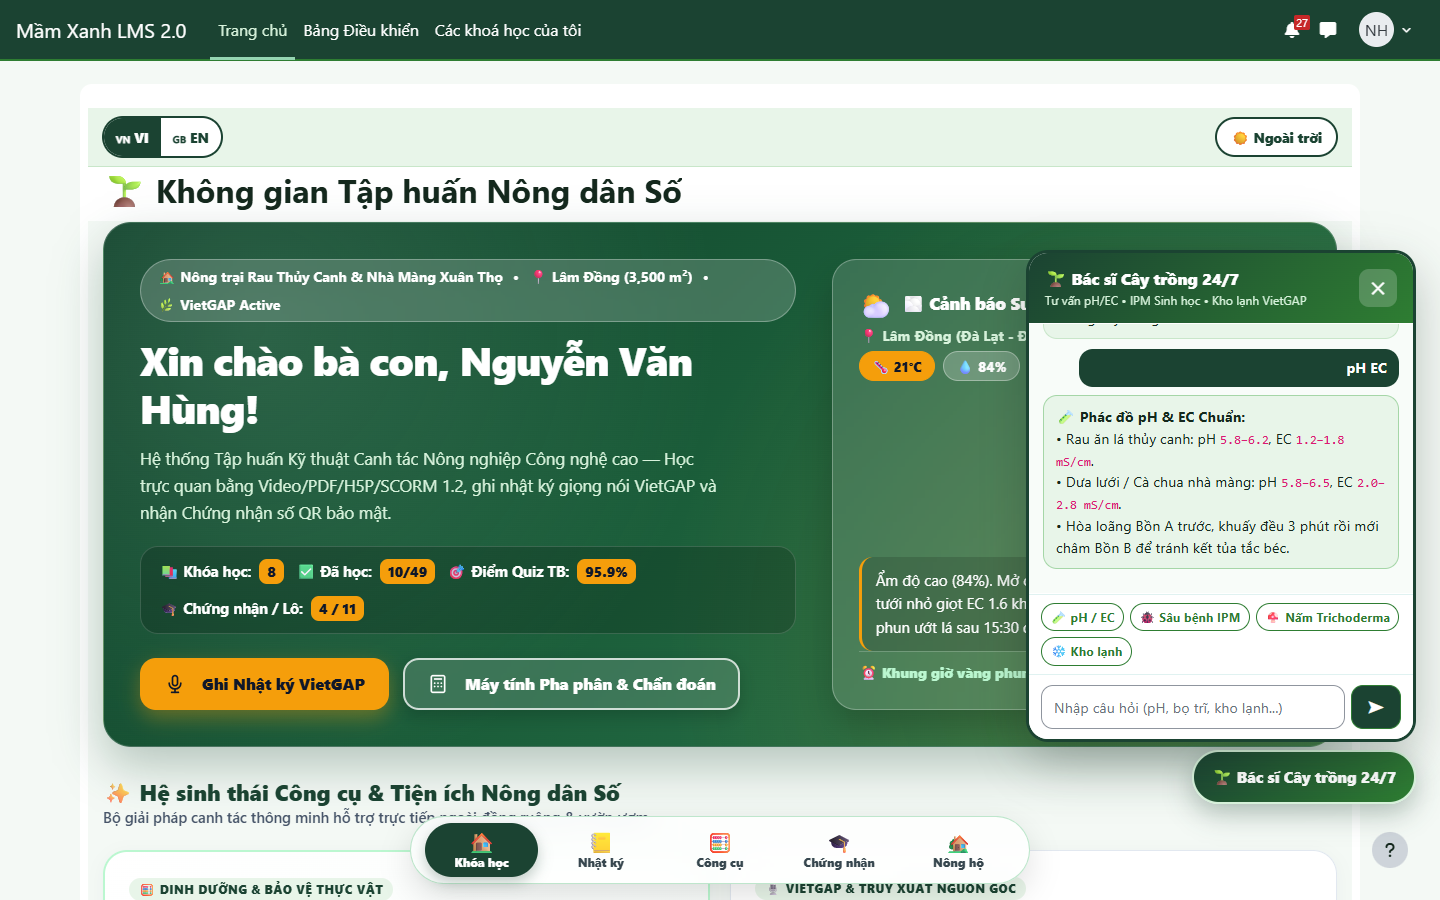 Mầm Xanh LMS 2.0
Trang chủ
Bảng Điều khiển
Các khoá học của tôi
27
NH
VN VI
GB EN
Ngoài trời
Không gian Tập huấn Nông dân Số
Nông trại Rau Thủy Canh & Nhà Màng Xuân Thọ • Lâm Đồng (3,500 m²) •
VietGAP Active
Xin chào bà con, Nguyễn Văn
Hùng!
Hệ thống Tập huấn Kỹ thuật Canh tác Nông nghiệp Công nghệ cao — Học
trực quan bằng Video/PDF/H5P/SCORM 1.2, ghi nhật ký giọng nói VietGAP và
nhận Chứng nhận số QR bảo mật.
Khóa học: 8
Đã học: 10/49
Điểm Quiz TB: 95.9%
Chứng nhận / Lô: 4 / 11
Ghi Nhật ký VietGAP
Máy tính Pha phân & Chẩn đoán
Cảnh báo
Lâm Đồng (Đà Lạt -
21°C
84%
Ẩm độ cao (84%). Mở
tưới nhỏ giọt EC 1.6
phun ướt lá sau 15:30
Khung giờ vàng
Bác sĩ Cây trồng 24/7
Tư vấn pH/EC • IPM Sinh học • Kho lạnh VietGAP
pH EC
Phác đồ pH & EC Chuẩn:
• Rau ăn lá thủy canh: pH 5.8–6.2, EC 1.2–1.8
mS/cm.
• Dưa lưới / Cà chua nhà màng: pH 5.8–6.5, EC 2.0–
2.8 mS/cm.
• Hòa loãng Bồn A trước, khuấy đều 3 phút rồi mới
châm Bồn B để tránh kết tủa tắc béc.
pH / EC
Sâu bệnh IPM
Nấm Trichoderma
Kho lạnh
Nhập câu hỏi (pH, bọ trĩ, kho lạnh...)
Bác sĩ Cây trồng 24/7
Hệ sinh thái Công cụ & Tiện ích Nông dân Số
Bộ giải pháp canh tác thông minh hỗ trợ trực tiếp
Khóa học
Nhật ký
Công cụ
Chứng nhận
Nông hộ
?
DINH DƯỠNG & BẢO VỆ THỰC VẬT
VIETGAP & TRUY XUẤT NGUỒN GỐC